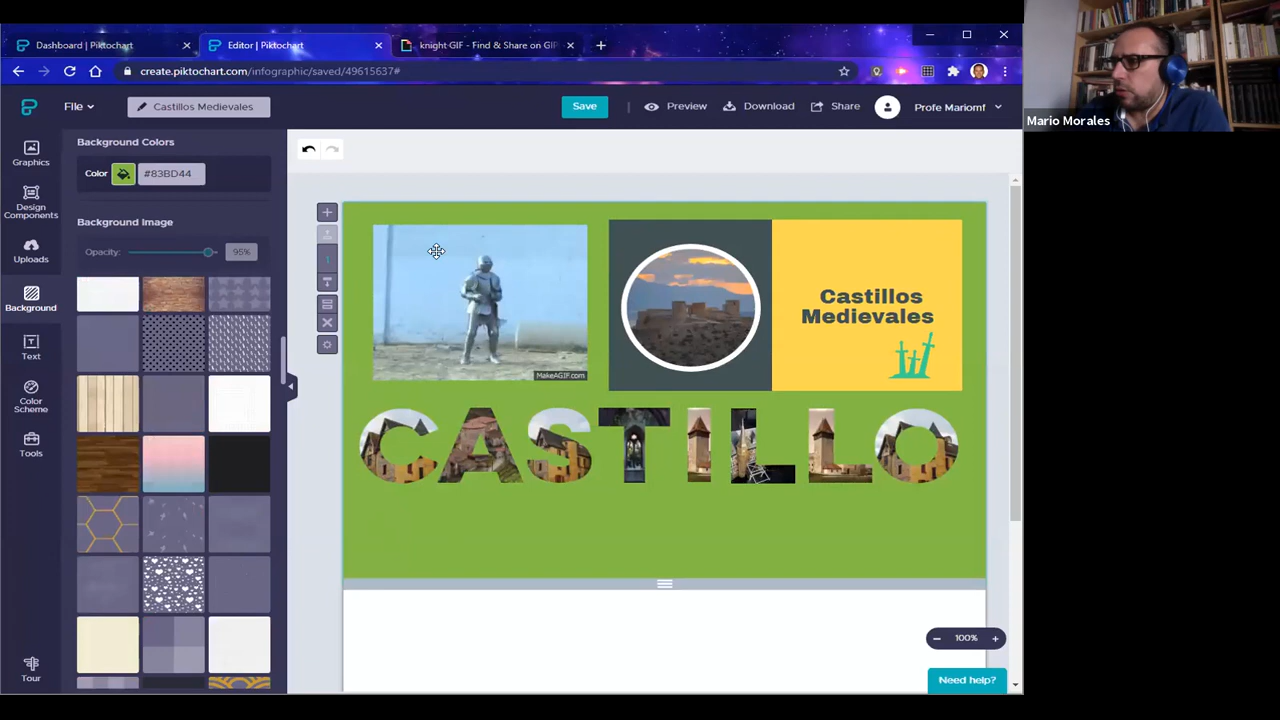 Dashboard | Piktochart
Editor | Piktochart
knight GIF - Find & Share on GIP
create.piktochart.com/infographic/saved/49615637#
File
Castillos Medievales
Save
Preview
Download
Share
Profe Mariomf
Mario Morales
Graphics
Design
Components
Uploads
Background
Text
Color
Scheme
Tools
Tour
Background Colors
Color
#83BD44
Background Image
Opacity:
95%
1
MakeAGIF.com
Castillos
Medievales
CASTILLO
100%
Need help?